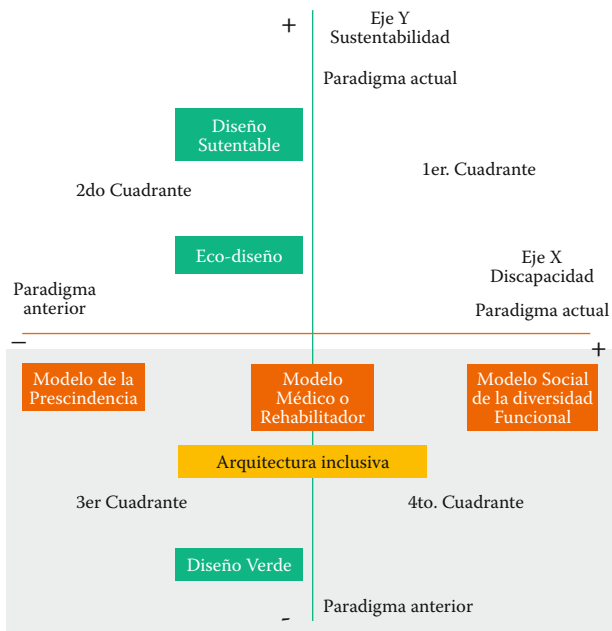 +
Eje Y
Sustentabilidad
Paradigma actual
Diseño
Sutentable
1er. Cuadrante
2do Cuadrante
Eco-diseño
Eje X
Discapacidad
Paradigma
anterior
Paradigma actual
–
+
Modelo de la
Prescindencia
Modelo
Médico o
Rehabilitador
Modelo Social
de la diversidad
Funcional
Arquitectura inclusiva
3er Cuadrante
4to. Cuadrante
Diseño Verde
Paradigma anterior
-